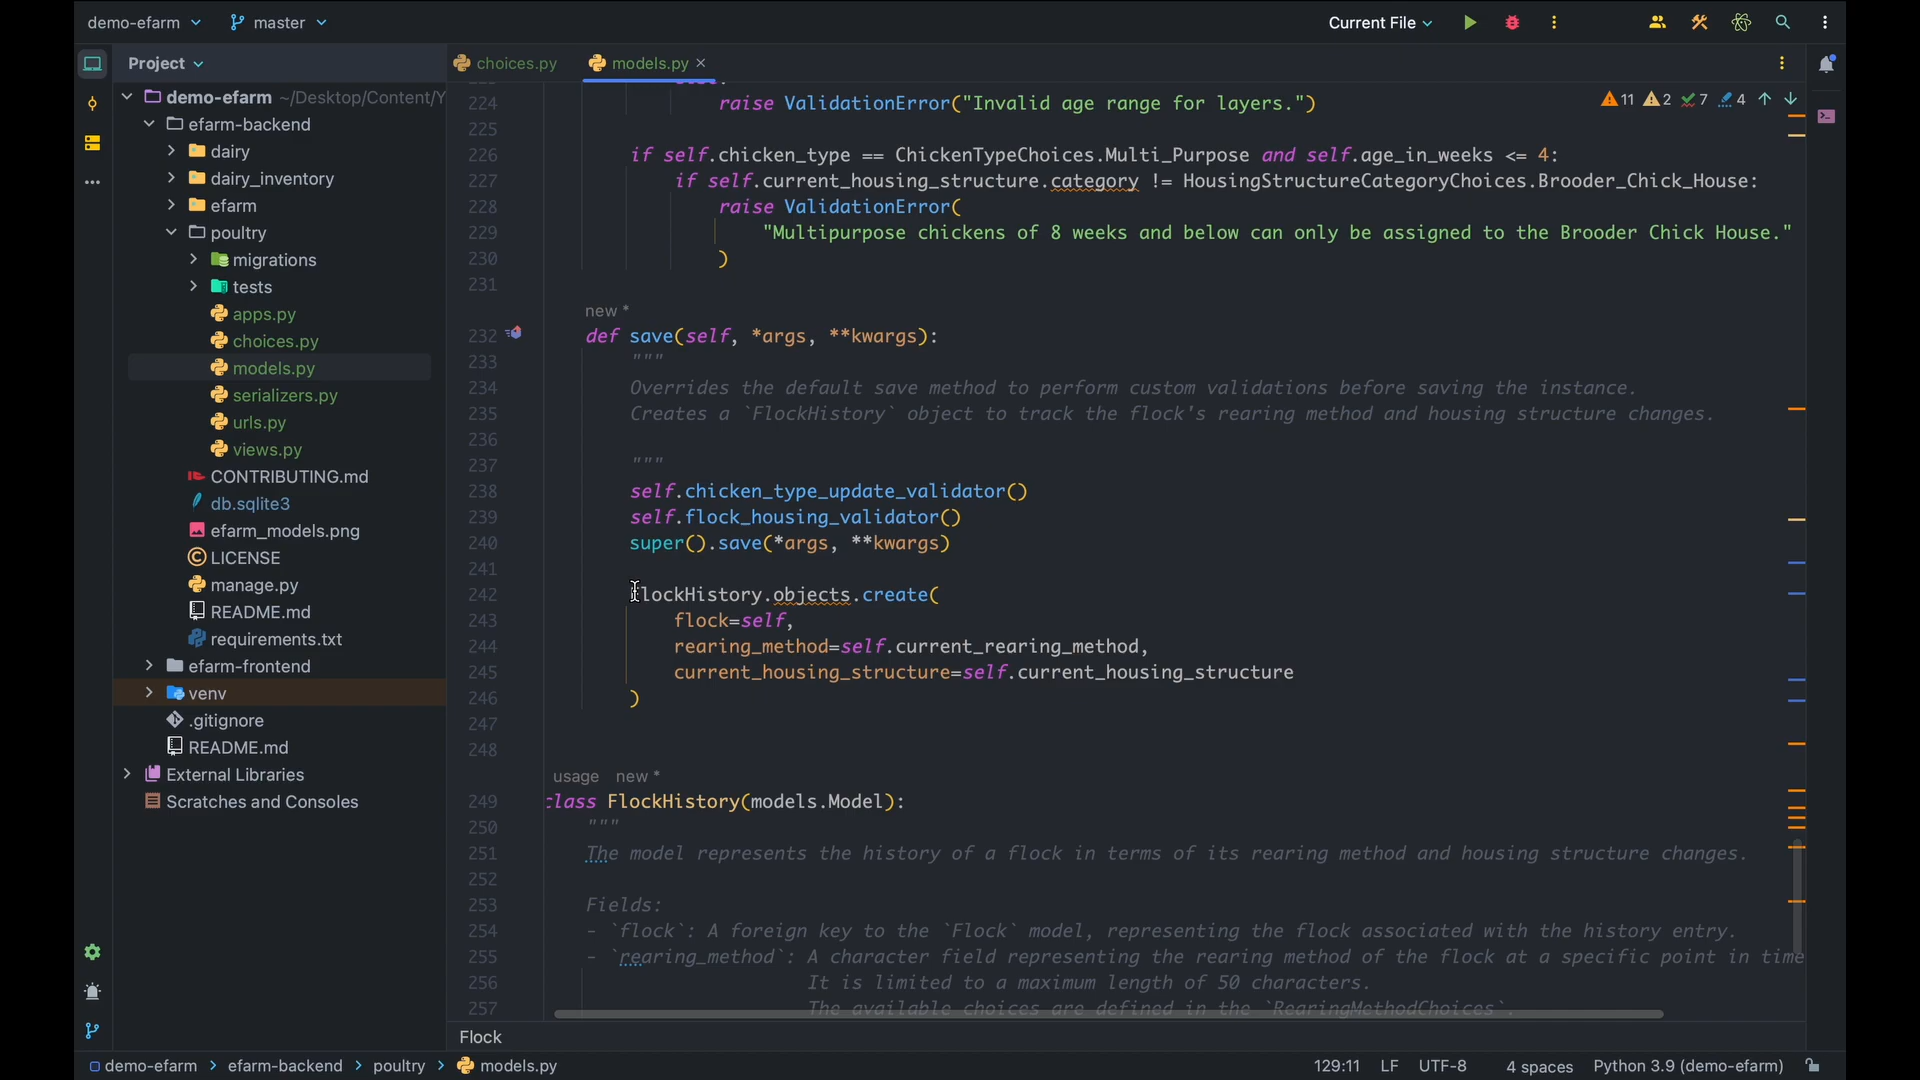 demo-efarm
master
Current File
Project
choices.py
models.py
demo-efarm ~/Desktop/Content/Y
efarm-backend
dairy
dairy_inventory
efarm
poultry
migrations
tests
apps.py
choices.py
models.py
serializers.py
urls.py
views.py
CONTRIBUTING.md
db.sqlite3
efarm_models.png
LICENSE
manage.py
README.md
requirements.txt
efarm-frontend
venv
.gitignore
README.md
External Libraries
Scratches and Consoles
11 2 7 4
224 raise ValidationError("Invalid age range for layers.")
225
226 if self.chicken_type == ChickenTypeChoices.Multi_Purpose and self.age_in_weeks <= 4:
227 if self.current_housing_structure.category != HousingStructureCategoryChoices.Brooder_Chick_House:
228 raise ValidationError(
229 "Multipurpose chickens of 8 weeks and below can only be assigned to the Brooder Chick House."
230 )
231
new *
232 def save(self, *args, **kwargs):
233 """
234 Overrides the default save method to perform custom validations before saving the instance.
235 Creates a `FlockHistory` object to track the flock's rearing method and housing structure changes.
236
237 """
238 self.chicken_type_update_validator()
239 self.flock_housing_validator()
240 super().save(*args, **kwargs)
241
242 FlockHistory.objects.create(
243 flock=self,
244 rearing_method=self.current_rearing_method,
245 current_housing_structure=self.current_housing_structure
246 )
247
248
usage new *
249 class FlockHistory(models.Model):
250 """
251 The model represents the history of a flock in terms of its rearing method and housing structure changes.
252
253 Fields:
254 - `flock`: A foreign key to the `Flock` model, representing the flock associated with the history entry.
255 - `rearing_method`: A character field representing the rearing method of the flock at a specific point in time
256 It is limited to a maximum length of 50 characters.
257 The available choices are defined in the `RearingMethodChoices`.
Flock
demo-efarm > efarm-backend > poultry > models.py
129:11 LF UTF-8 4 spaces Python 3.9 (demo-efarm)